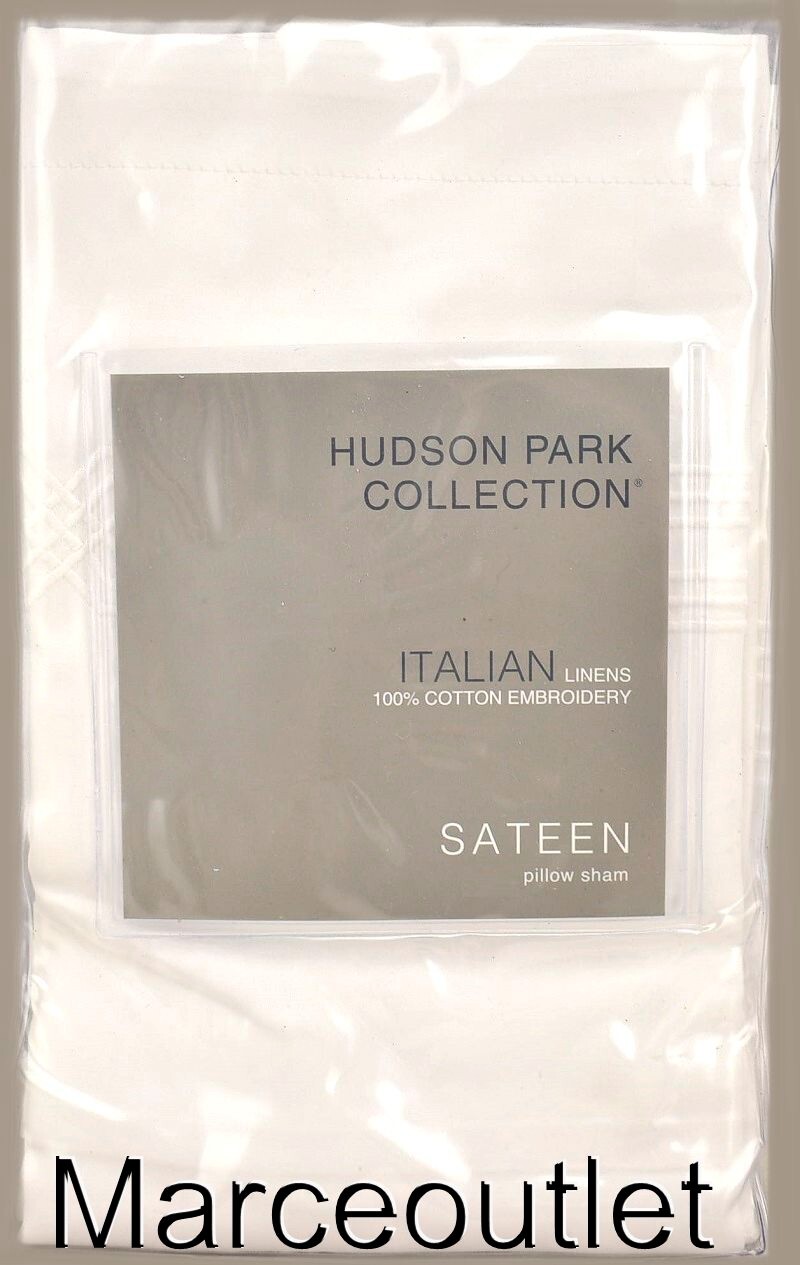 HUDSON PARK
COLLECTION®
ITALIAN LINENS
100% COTTON EMBROIDERY
SATEEN
pillow sham
Marceoutlet